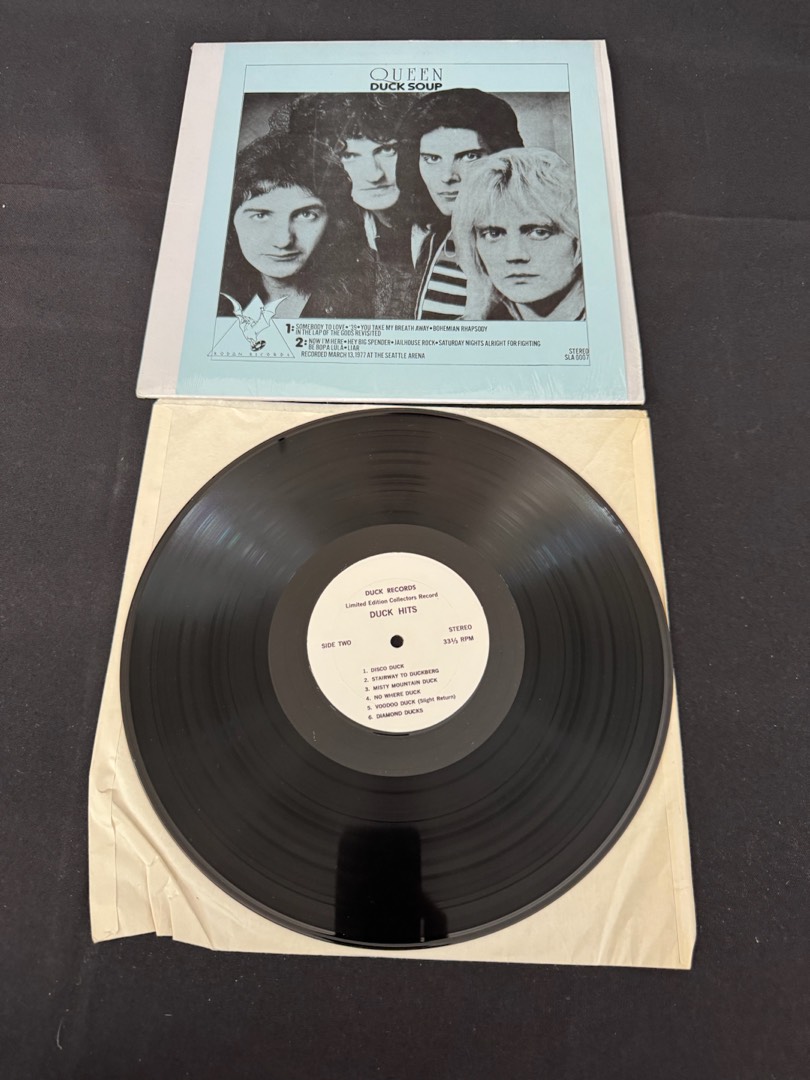 QUEEN
DUCK SOUP
1: SOMEBODY TO LOVE • '39 • YOU TAKE MY BREATH AWAY • BOHEMIAN RHAPSODY
IN THE LAP OF THE GODS REVISITED
2: NOW I'M HERE • HEY BIG SPENDER • JAILHOUSE ROCK • SATURDAY NIGHTS ALRIGHT FOR FIGHTING
BE BOP A LULA • LIAR
RECORDED MARCH 13, 1977 AT THE SEATTLE ARENA
STEREO
SLA 0007
DUCK RECORDS
Limited Edition Collectors Record
DUCK HITS
SIDE TWO
STEREO
33⅓ RPM
1. DISCO DUCK
2. STAIRWAY TO DUCKBERG
3. MISTY MOUNTAIN DUCK
4. NO WHERE DUCK
5. VOODOO DUCK (Slight Return)
6. DIAMOND DUCKS